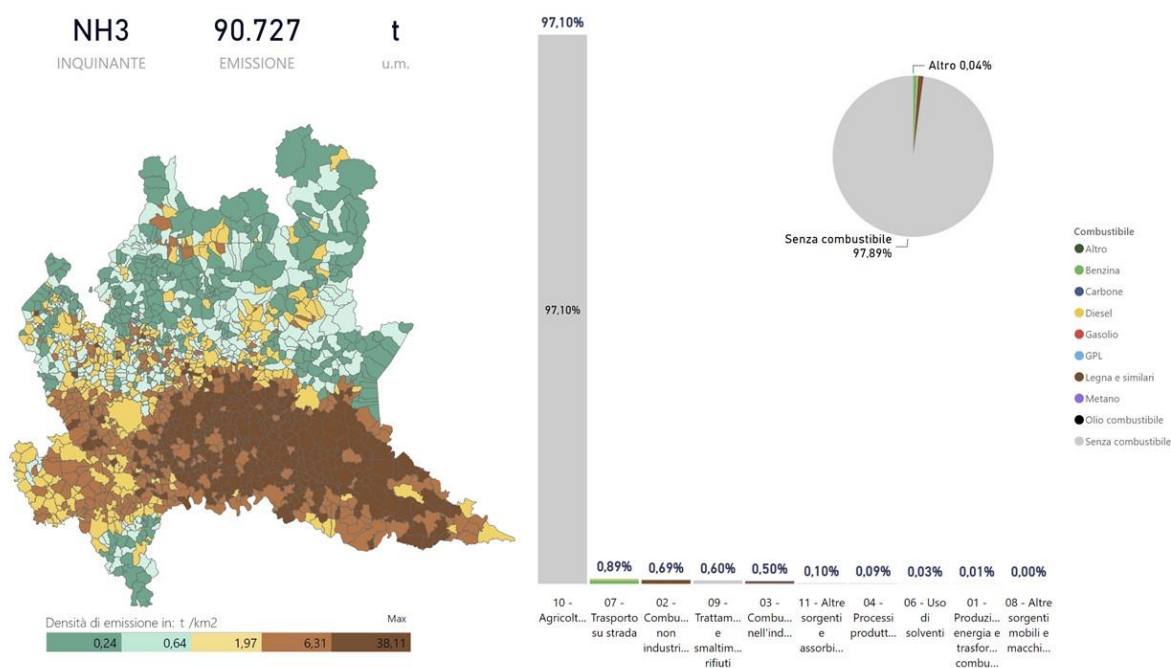 NH3 90.727 t
INQUINANTE EMISSIONE u.m.
Densità di emissione in: t /km2 Max
0,24 0,64 1,97 6,31 38,11
97,10%
97,10%
0,89%
0,69%
0,60%
0,50%
0,10%
0,09%
0,03%
0,01%
0,00%
10 -
Agricolt...
07 -
Trasporto
su strada
02 -
Combu...
non
industri...
09 -
Trattam...
e
smaltim...
rifiuti
03 -
Combu...
nell'ind...
11 - Altre
sorgenti
e
assorbi...
04 -
Processi
produtt...
06 - Uso
di
solventi
01 -
Produzi...
energia e
trasfor...
combu...
08 - Altre
sorgenti
mobili e
macchi...
Altro 0,04%
Senza combustibile
97,89%
Combustibile
Altro
Benzina
Carbone
Diesel
Gasolio
GPL
Legna e similari
Metano
Olio combustibile
Senza combustibile